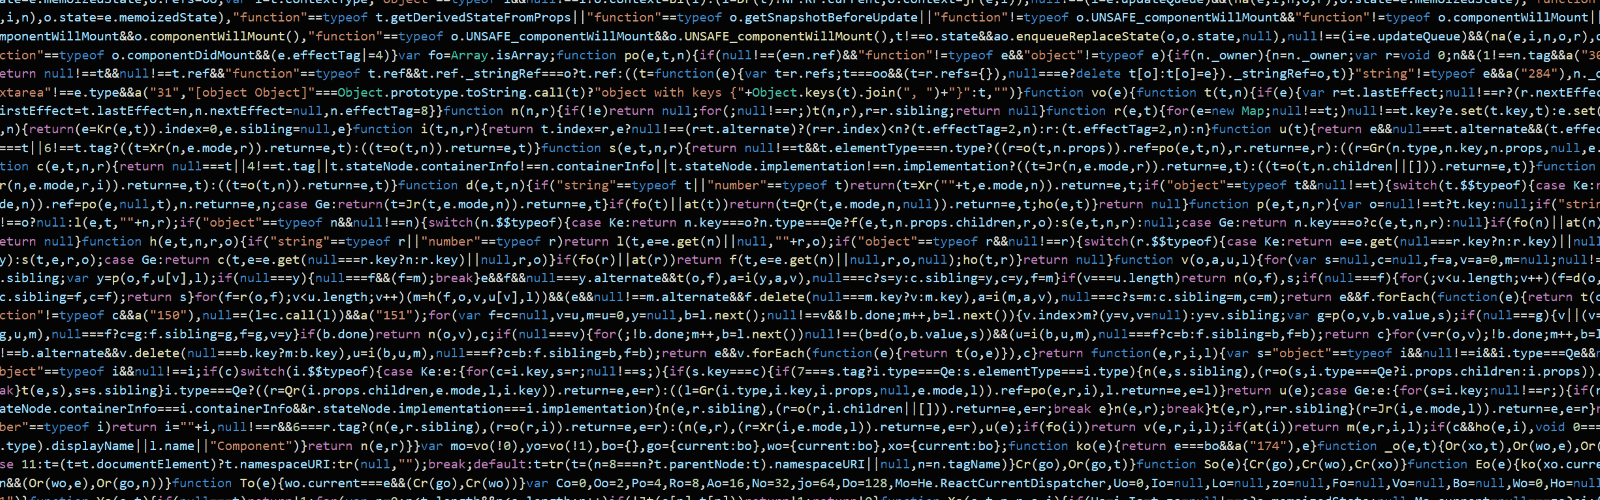 ),o.state=e.memoizedState),"function"==typeof t.getDerivedStateFromProps||"function"==typeof o.getSnapshotBeforeUpdate||"function"!=typeof o.UNSAFE_componentWillMount&&"function"!=typeof o.componentWillMount||
mponentWillMount&&o.componentWillMount(),"function"==typeof o.UNSAFE_componentWillMount&&o.UNSAFE_componentWillMount(),t!==o.state&&ao.enqueueReplaceState(o,o.state,null),null!==(i=e.updateQueue)&&(na(e,i,n,o,r),
ction"==typeof o.componentDidMount&&(e.effectTag|=4)}var fo=Array.isArray;function po(e,t,n){if(null!==(e=n.ref)&&"function"!=typeof e&&"object"!=typeof e){if(n._owner){n=n._owner;var r=void 0;n&&(1!==n.tag&&a("30
eturn null!==t&&null!==t.ref&&"function"==typeof t.ref&&t.ref._stringRef===o?t.ref:((t=function(e){var t=r.refs;t===oo&&(t=r.refs={}),null===e?delete t[o]:t[o]=e})._stringRef=o,t)}"string"!=typeof e&&a("284"),n._o
xtarea"!==e.type&&a("31","[object Object]"===Object.prototype.toString.call(t)?"object with keys {"+Object.keys(t).join(", ")+"}":t,"")}function vo(e){function t(t,n){if(e){var r=t.lastEffect;null!==r?(r.nextEffec
irstEffect=t.lastEffect=n,n.nextEffect=null,n.effectTag=8}}function n(n,r){if(!e)return null;for(;null!==r;)t(n,r),r=r.sibling;return null}function r(e,t){for(e=new Map;null!==t;)null!==t.key?e.set(t.key,t):e.set(
,n){return(e=Kr(e,t)).index=0,e.sibling=null,e}function i(t,n,r){return t.index=r,e?null!==(r=t.alternate)?(r=r.index)<n?(t.effectTag=2,n):r:(t.effectTag=2,n):n}function u(t){return e&&null===t.alternate&&(t.effec
===t||6!==t.tag?((t=Xr(n,e.mode,r)).return=e,t):((t=o(t,n)).return=e,t)}function s(e,t,n,r){return null!==t&&t.elementType===n.type?((r=o(t,n.props)).ref=po(e,t,n),r.return=e,r):((r=Gr(n.type,n.key,n.props,null,e.
tion c(e,t,n,r){return null===t||4!==t.tag||t.stateNode.containerInfo!==n.containerInfo||t.stateNode.implementation!==n.implementation?((t=Jr(n,e.mode,r)).return=e,t):((t=o(t,n.children||[])).return=e,t)}function
r(n,e.mode,r,i)).return=e,t):((t=o(t,n)).return=e,t)}function d(e,t,n){if("string"==typeof t||"number"==typeof t)return(t=Xr(""+t,e.mode,n)).return=e,t;if("object"==typeof t&&null!==t){switch(t.$$typeof){case Ke:r
de,n)).ref=po(e,null,t),n.return=e,n;case Ge:return(t=Jr(t,e.mode,n)).return=e,t}if(fo(t)||at(t))return(t=Qr(t,e.mode,n,null)).return=e,t;ho(e,t)}return null}function p(e,t,n,r){var o=null!==t?t.key:null;if("strin
!==o?null:l(e,t,""+n,r);if("object"==typeof n&&null!==n){switch(n.$$typeof){case Ke:return n.key===o?n.type===Qe?f(e,t,n.props.children,r,o):s(e,t,n,r):null;case Ge:return n.key===o?c(e,t,n,r):null}if(fo(n)||at(n)
eturn null}function h(e,t,n,r,o){if("string"==typeof r||"number"==typeof r)return l(t,e=e.get(n)||null,""+r,o);if("object"==typeof r&&null!==r){switch(r.$$typeof){case Ke:return e=e.get(null===r.key?n:r.key)||null
y):s(t,e,r,o);case Ge:return c(t,e=e.get(null===r.key?n:r.key)||null,r,o)}if(fo(r)||at(r)) return f(t,e=e.get(n)||null,r,o,null);ho(t,r)}return null}function v(o,a,u,l){for(var s=null,c=null,f=a,v=a=0,m=null;null!
.sibling;var y=p(o,f,u[v],l);if(null===y){null===f&&(f=m);break}e&&f&&null===y.alternate&&t(o,f),a=i(y,a,v),null===c?s=y:c.sibling=y,c=y,f=m}if(v===u.length)return n(o,f),s;if(null===f){for(;v<u.length;v++)(f=d(o,
c.sibling=f,c=f);return s}for(f=r(o,f);v<u.length;v++)(m=h(f,o,v,u[v],l))&&(e&&null!==m.alternate&&f.delete(null===m.key?v:m.key),a=i(m,a,v),null===c?s=m:c.sibling=m,c=m);return e&&f.forEach(function(e){return t(o
ction"!=typeof c&&a("150"),null==(l=c.call(l))&&a("151");for(var f=c=null,v=u,m=u=0,y=null,b=l.next();null!==v&&!b.done;m++,b=l.next()){v.index>m?(y=v,v=null):y=v.sibling;var g=p(o,v,b.value,s);if(null===g){v||(v=
g,u,m),null===f?c=g:f.sibling=g,f=g,v=y}if(b.done)return n(o,v),c;if(null===v){for(;!b.done;m++,b=l.next())null!==(b=d(o,b.value,s))&&(u=i(b,u,m),null===f?c=b:f.sibling=b,f=b);return c}for(v=r(o,v);!b.done;m++,b=l
!==b.alternate&&v.delete(null===b.key?m:b.key),u=i(b,u,m),null===f?c=b:f.sibling=b,f=b);return e&&v.forEach(function(e){return t(o,e)}),c}return function(e,r,i,l){var s="object"==typeof i&&null!==i&&i.type===Qe&&n
bject"==typeof i&&null!==i;if(c)switch(i.$$typeof){case Ke:e:{for(c=i.key,s=r;null!==s;){if(s.key===c){if(7===s.tag?i.type===Qe:s.elementType===i.type){n(e,s.sibling),(r=o(s,i.type===Qe?i.props.children:i.props)).
ak}t(e,s),s=s.sibling}i.type===Qe?((r=Qr(i.props.children,e.mode,l,i.key)).return=e,e=r):((l=Gr(i.type,i.key,i.props,null,e.mode,l)).ref=po(e,r,i),l.return=e,e=l)}return u(e);case Ge:e:{for(s=i.key;null!==r;){if(r
ateNode.containerInfo===i.containerInfo&&r.stateNode.implementation===i.implementation){n(e,r.sibling),(r=o(r,i.children||[])).return=e,e=r;break e}n(e,r);break}t(e,r),r=r.sibling}(r=Jr(i,e.mode,l)).return=e,e=r}r
ber"==typeof i)return i=""+i,null!==r&&6===r.tag?(n(e,r.sibling),(r=o(r,i)).return=e,e=r):(n(e,r),(r=Xr(i,e.mode,l)).return=e,e=r),u(e);if(fo(i))return v(e,r,i,l);if(at(i))return m(e,r,i,l);if(c&&ho(e,i),void 0===
.type).displayName||l.name||"Component")}return n(e,r)}}var mo=vo(!0),yo=vo(!1),bo={},go={current:bo},wo={current:bo},xo={current:bo};function ko(e){return e===bo&&a("174"),e}function _o(e,t){Or(xo,t),Or(wo,e),Or(
se 11:t=(t=t.documentElement)?t.namespaceURI:tr(null,"");break;default:t=tr(t=(n=8===n?t.parentNode:t).namespaceURI||null,n=n.tagName)}Cr(go),Or(go,t)}function So(e){Cr(go),Cr(wo),Cr(xo)}function Eo(e){ko(xo.curre
n&&(Or(wo,e),Or(go,n))}function To(e){wo.current===e&&(Cr(go),Cr(wo))}var Co=0,Oo=2,Po=4,Ro=8,Ao=16,No=32,jo=64,Do=128,Mo=He.ReactCurrentDispatcher,Uo=0,Io=null,Lo=null,zo=null,Fo=null,Vo=null,Bo=null,Wo=0,Ho=null